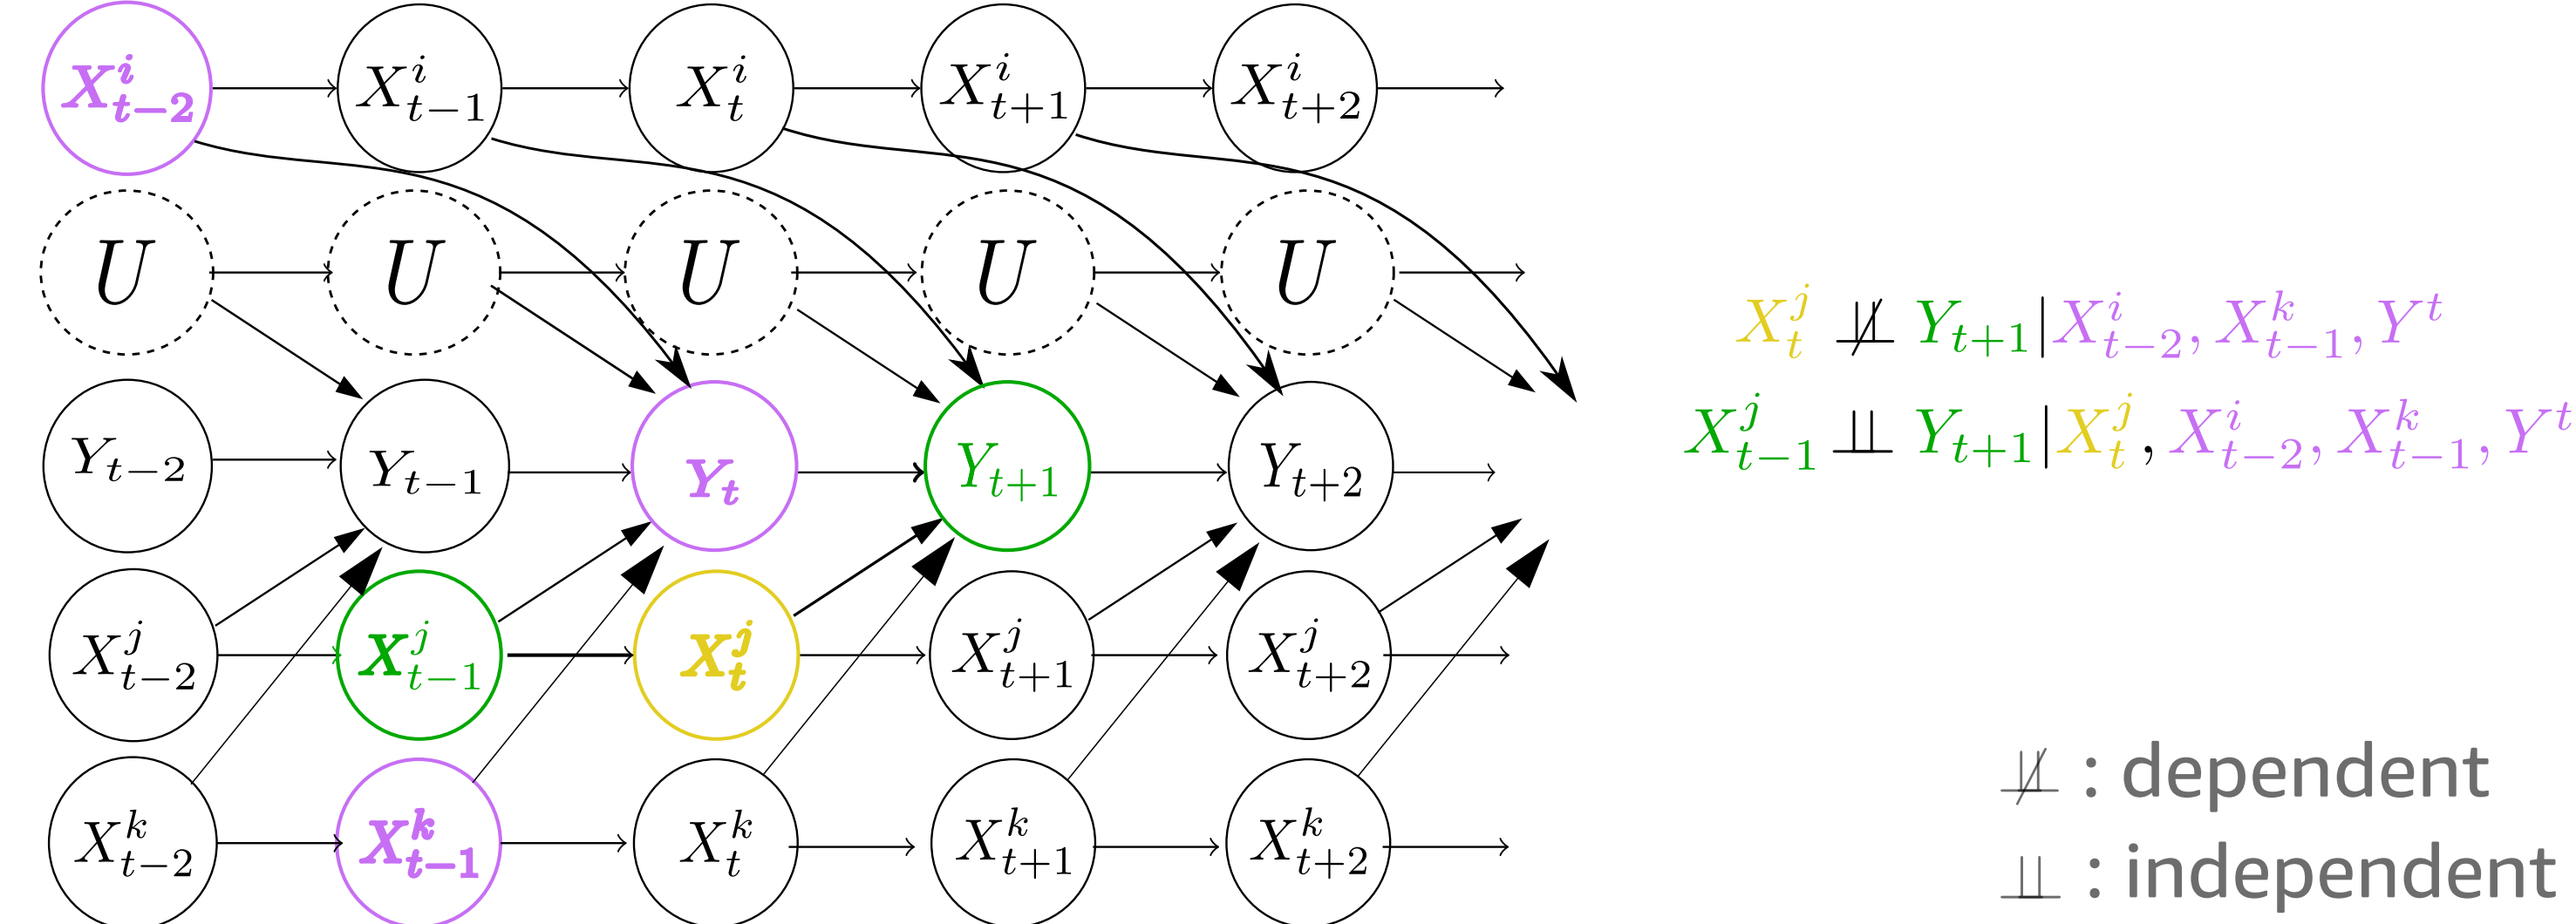 X^i_{t−2} X^i_{t−1} X^i_t X^i_{t+1} X^i_{t+2}
U U U U U
Y_{t−2} Y_{t−1} Y_t Y_{t+1} Y_{t+2}
X^j_{t−2} X^j_{t−1} X^j_t X^j_{t+1} X^j_{t+2}
X^k_{t−2} X^k_{t−1} X^k_t X^k_{t+1} X^k_{t+2}
X^j_t ⫫̸ Y_{t+1}|X^i_{t−2}, X^k_{t−1}, Y^t
X^j_{t−1} ⫫ Y_{t+1}|X^j_t, X^i_{t−2}, X^k_{t−1}, Y^t
⫫̸ : dependent
⫫ : independent